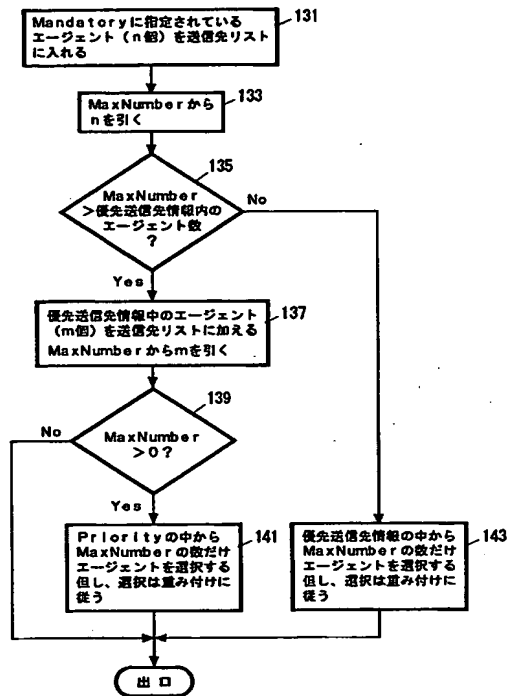 Mandatoryに指定されている
エージェント（n個）を送信先リスト
に入れる
131
MaxNumberから
nを引く
133
135
MaxNumber
＞優先送信先情報内の
エージェント数
？
No
Yes
優先送信先情報中のエージェント
（m個）を送信先リストに加える
MaxNumberからmを引く
137
139
MaxNumber
＞0？
No
Yes
Priorityの中から
MaxNumberの数だけ
エージェントを選択する
但し、選択は重み付けに
従う
141
優先送信先情報の中から
MaxNumberの数だけ
エージェントを選択する
但し、選択は重み付けに
従う
143
出口